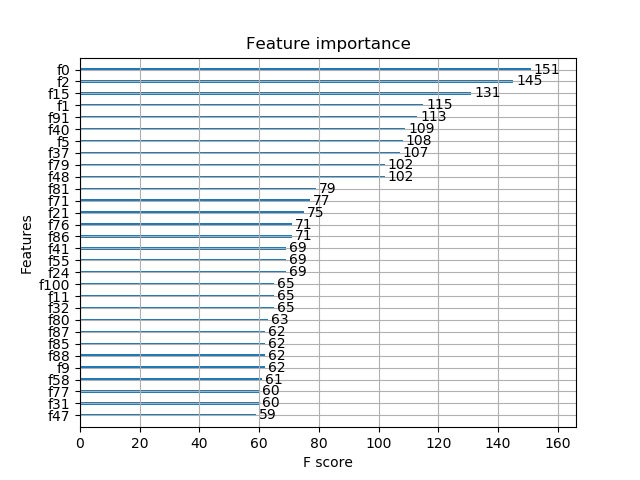 Feature importance
f0 151
f2 145
f15 131
f1 115
f91 113
f40 109
f5 108
f37 107
f79 102
f48 102
f81 79
f71 77
f21 75
f76 71
f86 71
f41 69
f55 69
f24 69
f100 65
f11 65
f32 65
f80 63
f87 62
f85 62
f88 62
f9 62
f58 61
f77 60
f31 60
f47 59
Features
0 20 40 60 80 100 120 140 160
F score